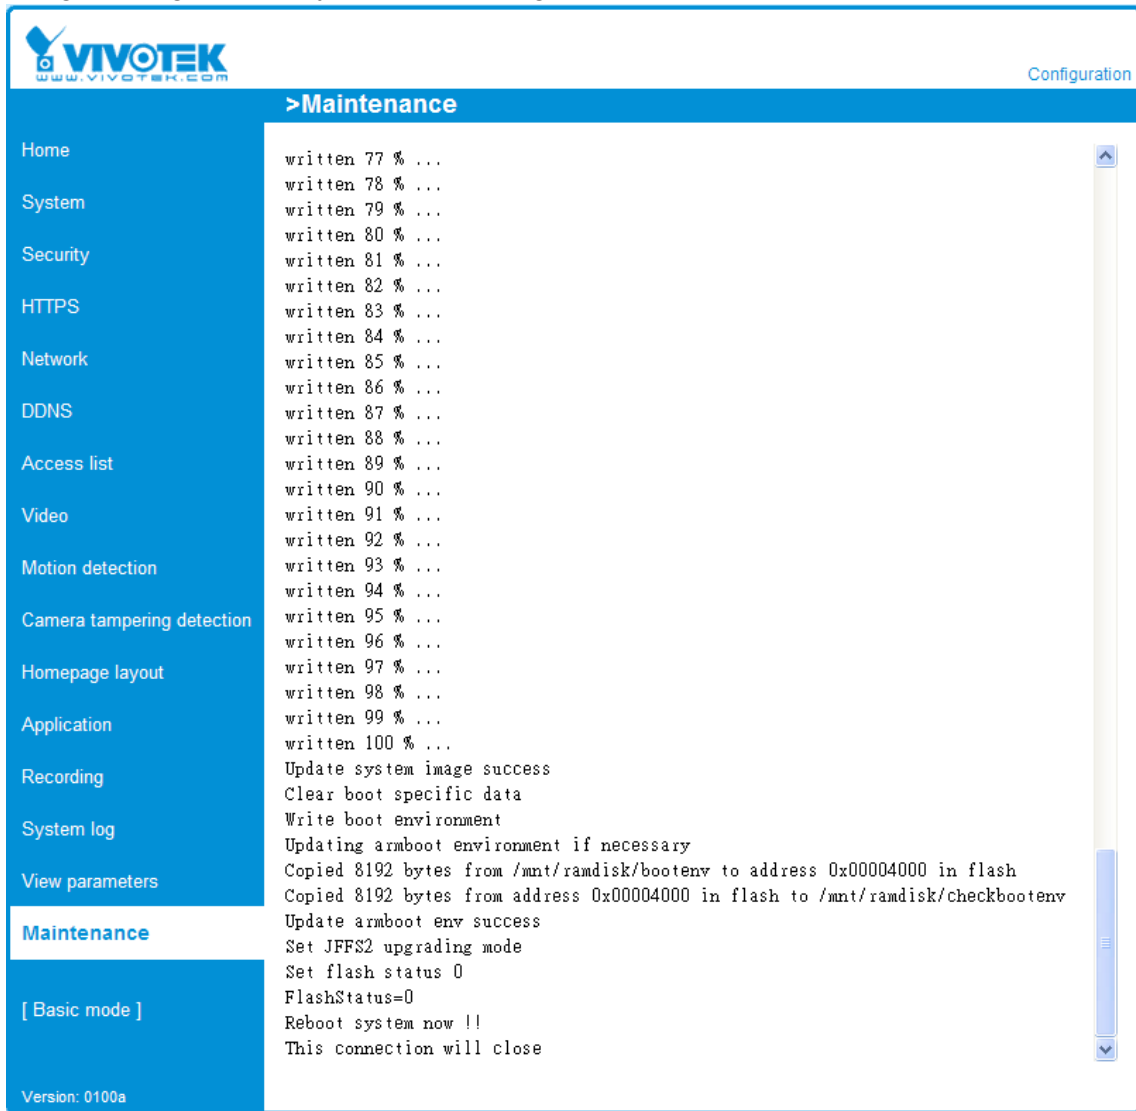 VIVOTEK
www.vivotek.com
Configuration
>Maintenance
Home
System
Security
HTTPS
Network
DDNS
Access list
Video
Motion detection
Camera tampering detection
Homepage layout
Application
Recording
System log
View parameters
Maintenance
[ Basic mode ]
Version: 0100a
written 77 % ...
written 78 % ...
written 79 % ...
written 80 % ...
written 81 % ...
written 82 % ...
written 83 % ...
written 84 % ...
written 85 % ...
written 86 % ...
written 87 % ...
written 88 % ...
written 89 % ...
written 90 % ...
written 91 % ...
written 92 % ...
written 93 % ...
written 94 % ...
written 95 % ...
written 96 % ...
written 97 % ...
written 98 % ...
written 99 % ...
written 100 % ...
Update system image success
Clear boot specific data
Write boot environment
Updating armboot environment if necessary
Copied 8192 bytes from /mnt/ramdisk/bootenv to address 0x00004000 in flash
Copied 8192 bytes from address 0x00004000 in flash to /mnt/ramdisk/checkbootenv
Update armboot env success
Set JFFS2 upgrading mode
Set flash status 0
FlashStatus=0
Reboot system now !!
This connection will close